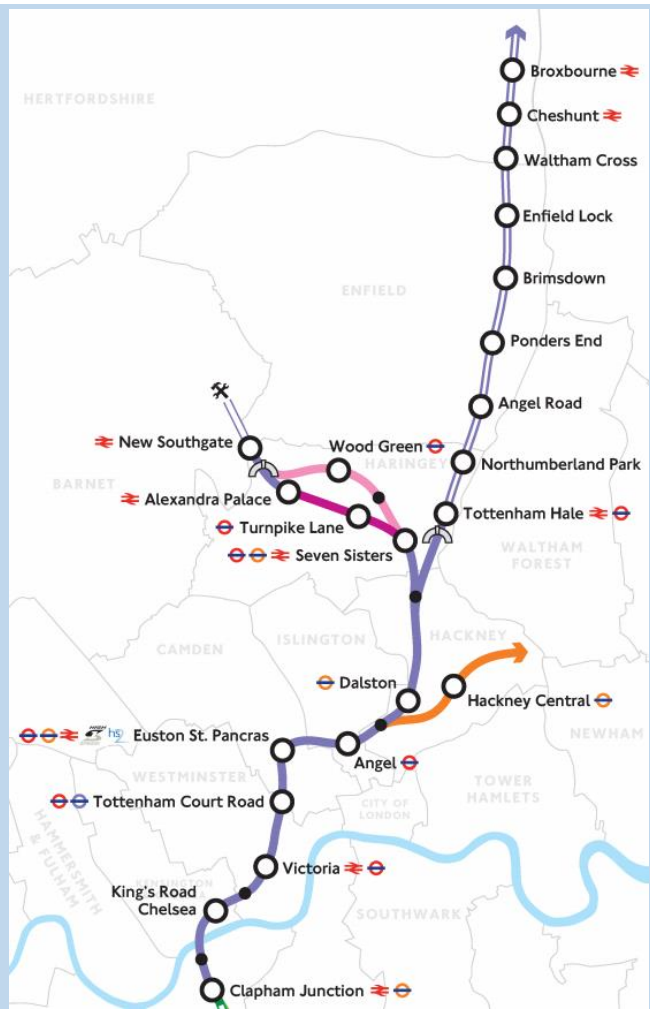 Broxbourne
HERTFORDSHIRE
Cheshunt
Waltham Cross
Enfield Lock
Brimsdown
ENFIELD
Ponders End
Angel Road
New Southgate
Wood Green
HARINGEY
Northumberland Park
BARNET
Alexandra Palace
Turnpike Lane
Tottenham Hale
Seven Sisters
WALTHAM
FOREST
CAMDEN
ISLINGTON
HACKNEY
Dalston
Hackney Central
Euston St. Pancras
hs2
NEWHAM
Angel
WESTMINSTER
TOWER
HAMLETS
Tottenham Court Road
CITY OF
LONDON
HAMMERSMITH
& FULHAM
Victoria
King's Road
Chelsea
SOUTHWARK
Clapham Junction